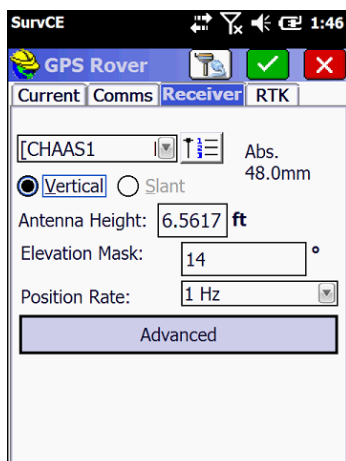 SurvCE 1:46
GPS Rover
Current Comms Receiver RTK
[CHAAS1 Abs.
48.0mm
Vertical Slant
Antenna Height: 6.5617 ft
Elevation Mask: 14 °
Position Rate: 1 Hz
Advanced